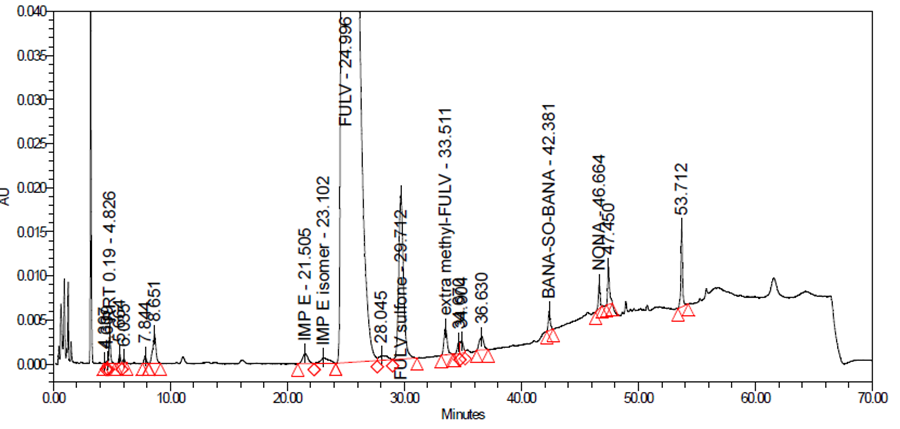 0.040
0.035
0.030
0.025
0.020
0.015
0.010
0.005
0.000
AU
RT 0.19 - 4.826
7.844
8.651
IMP E - 21.505
IMP E isomer - 23.102
FULV - 24.996
28.045
FULV sulfone - 29.712
extra methyl-FULV - 33.511
36.630
BANA-SO-BANA - 42.381
NONA - 46.664
47.450
53.712
0.00
10.00
20.00
30.00
40.00
50.00
60.00
70.00
Minutes